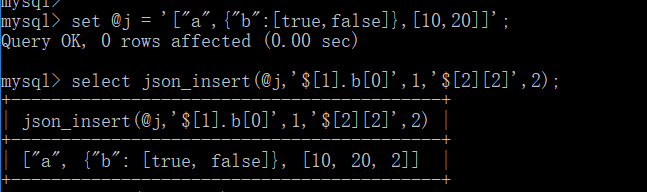 mysql>
mysql> set @j = '["a",{"b":[true,false]},[10,20]]';
Query OK, 0 rows affected (0.00 sec)
mysql> select json_insert(@j,'$[1].b[0]',1,'$[2][2]',2);
+------------------------------------------+
| json_insert(@j,'$[1].b[0]',1,'$[2][2]',2) |
+------------------------------------------+
| ["a", {"b": [true, false]}, [10, 20, 2]] |
+------------------------------------------+